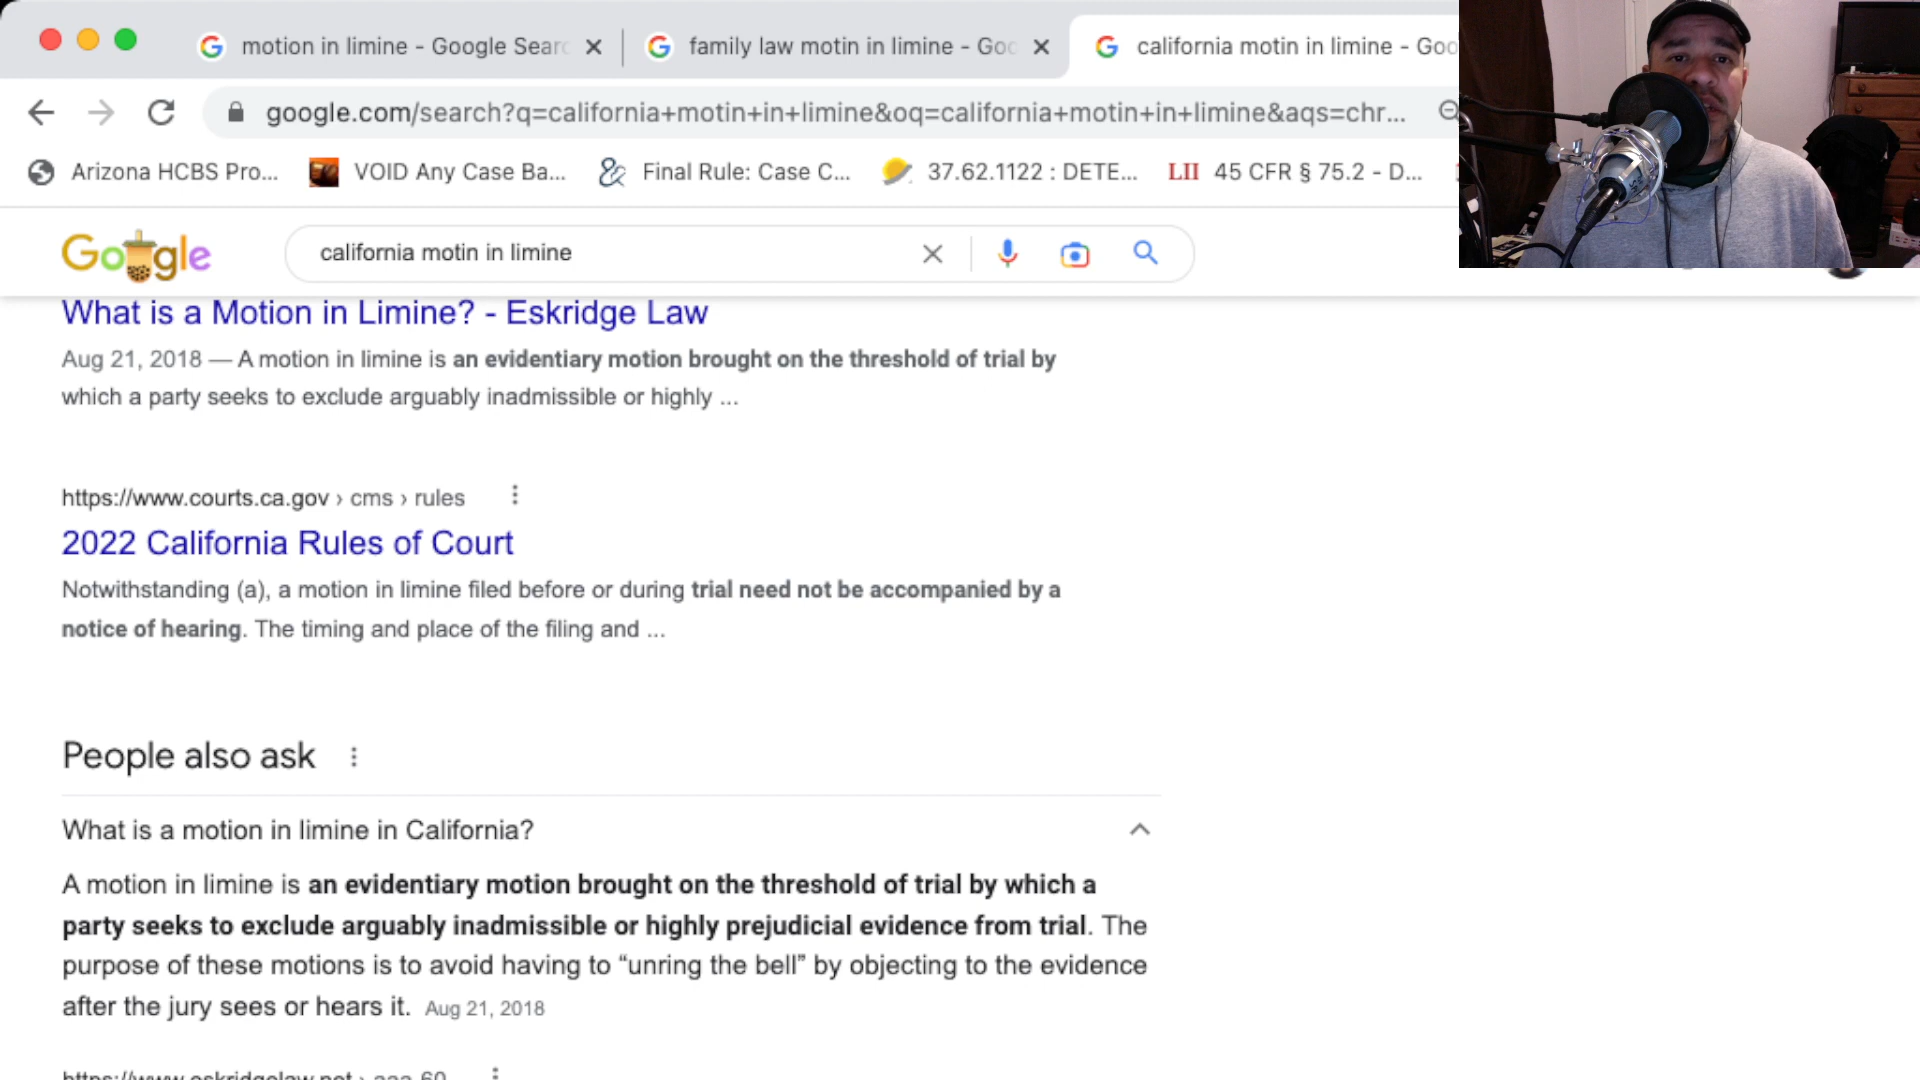 motion in limine - Google Searc
family law motin in limine - Goo
california motin in limine - Goo
google.com/search?q=california+motin+in+limine&oq=california+motin+in+limine&aqs=chr...
Arizona HCBS Pro... VOID Any Case Ba... Final Rule: Case C... 37.62.1122 : DETE... LII 45 CFR § 75.2 - D...
Google california motin in limine
What is a Motion in Limine? - Eskridge Law
Aug 21, 2018 — A motion in limine is an evidentiary motion brought on the threshold of trial by
which a party seeks to exclude arguably inadmissible or highly ...
https://www.courts.ca.gov › cms › rules
2022 California Rules of Court
Notwithstanding (a), a motion in limine filed before or during trial need not be accompanied by a
notice of hearing. The timing and place of the filing and ...
People also ask
What is a motion in limine in California?
A motion in limine is an evidentiary motion brought on the threshold of trial by which a
party seeks to exclude arguably inadmissible or highly prejudicial evidence from trial. The
purpose of these motions is to avoid having to “unring the bell” by objecting to the evidence
after the jury sees or hears it. Aug 21, 2018
https://www.eskridgelaw.net › aaa-60